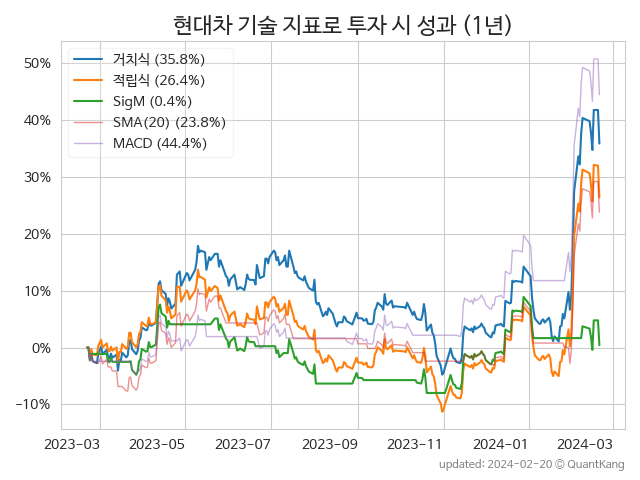 현대차 기술 지표로 투자 시 성과 (1년)
거치식 (35.8%)
적립식 (26.4%)
SigM (0.4%)
SMA(20) (23.8%)
MACD (44.4%)
50%
40%
30%
20%
10%
0%
−10%
2023-03 2023-05 2023-07 2023-09 2023-11 2024-01 2024-03
updated: 2024-02-20 © QuantKang